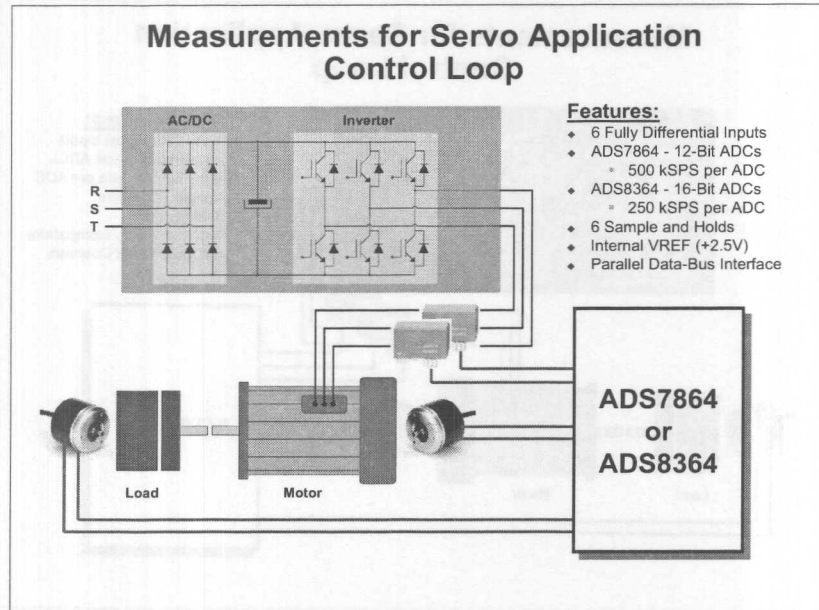 Measurements for Servo Application
Control Loop
AC/DC
Inverter
R
S
T
Features:
6 Fully Differential Inputs
ADS7864 - 12-Bit ADCs
500 kSPS per ADC
ADS8364 - 16-Bit ADCs
250 kSPS per ADC
6 Sample and Holds
Internal VREF (+2.5V)
Parallel Data-Bus Interface
Load
Motor
ADS7864
or
ADS8364